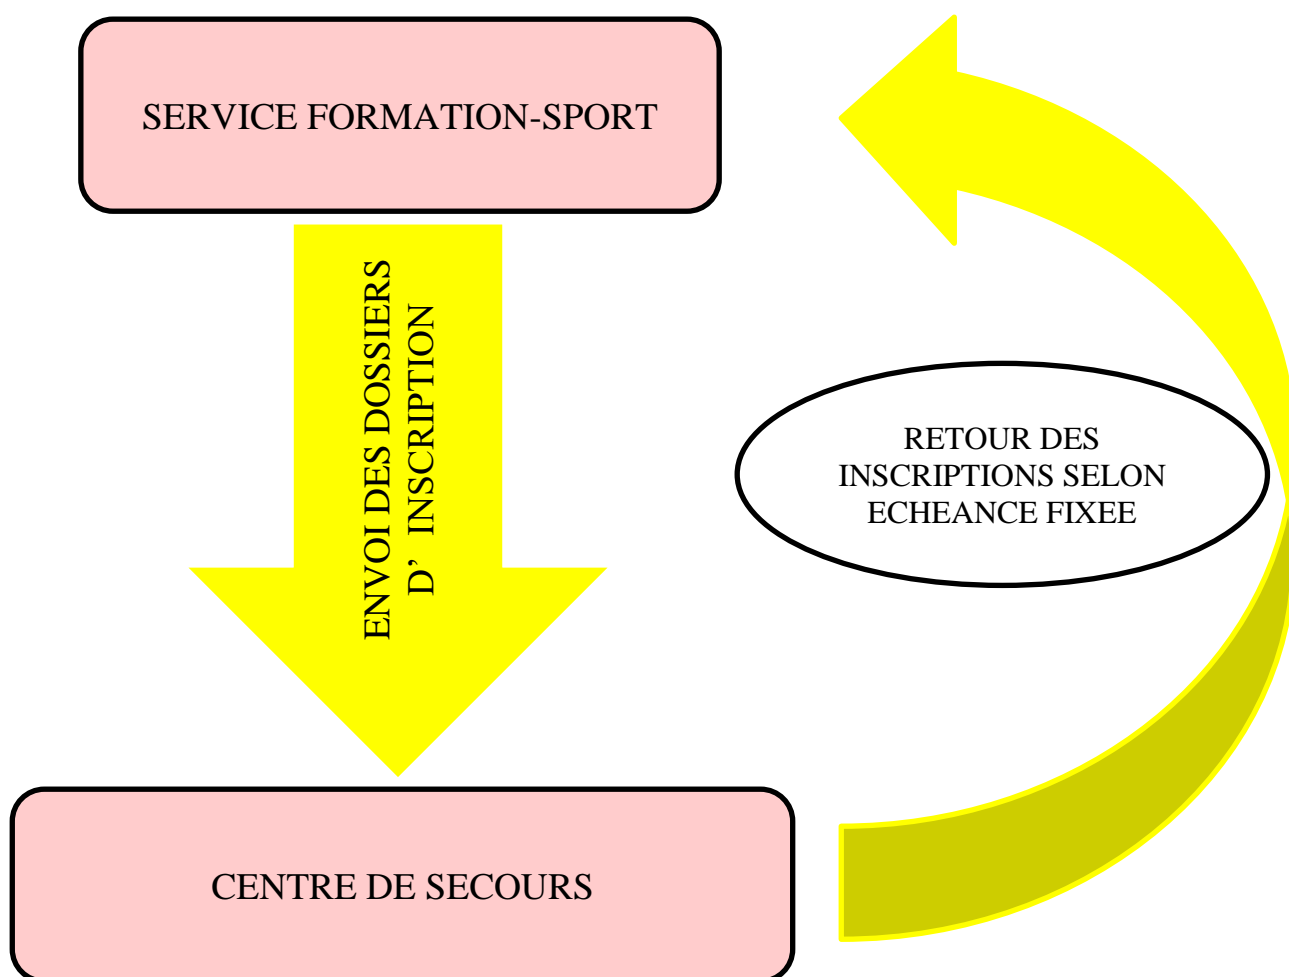 SERVICE FORMATION-SPORT
ENVOI DES DOSSIERS
D’ INSCRIPTION
RETOUR DES
INSCRIPTIONS SELON
ECHEANCE FIXEE
CENTRE DE SECOURS